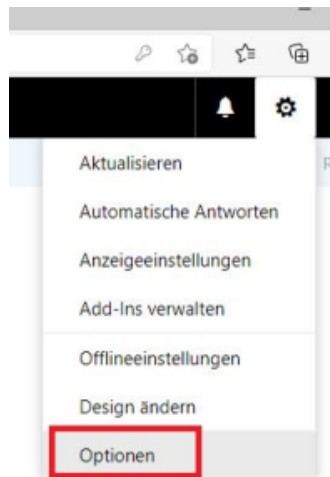 Aktualisieren
Automatische Antworten
Anzeigeeinstellungen
Add-Ins verwalten
Offlineeinstellungen
Design ändern
Optionen